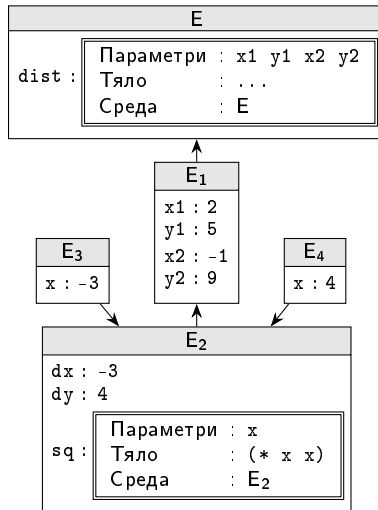 E
dist : Параметри : x1 y1 x2 y2
Тяло : ...
Среда : E
E₁
x1 : 2
y1 : 5
x2 : -1
y2 : 9
E₃
x : -3
E₄
x : 4
E₂
dx : -3
dy : 4
sq : Параметри : x
Тяло : (* x x)
Среда : E₂